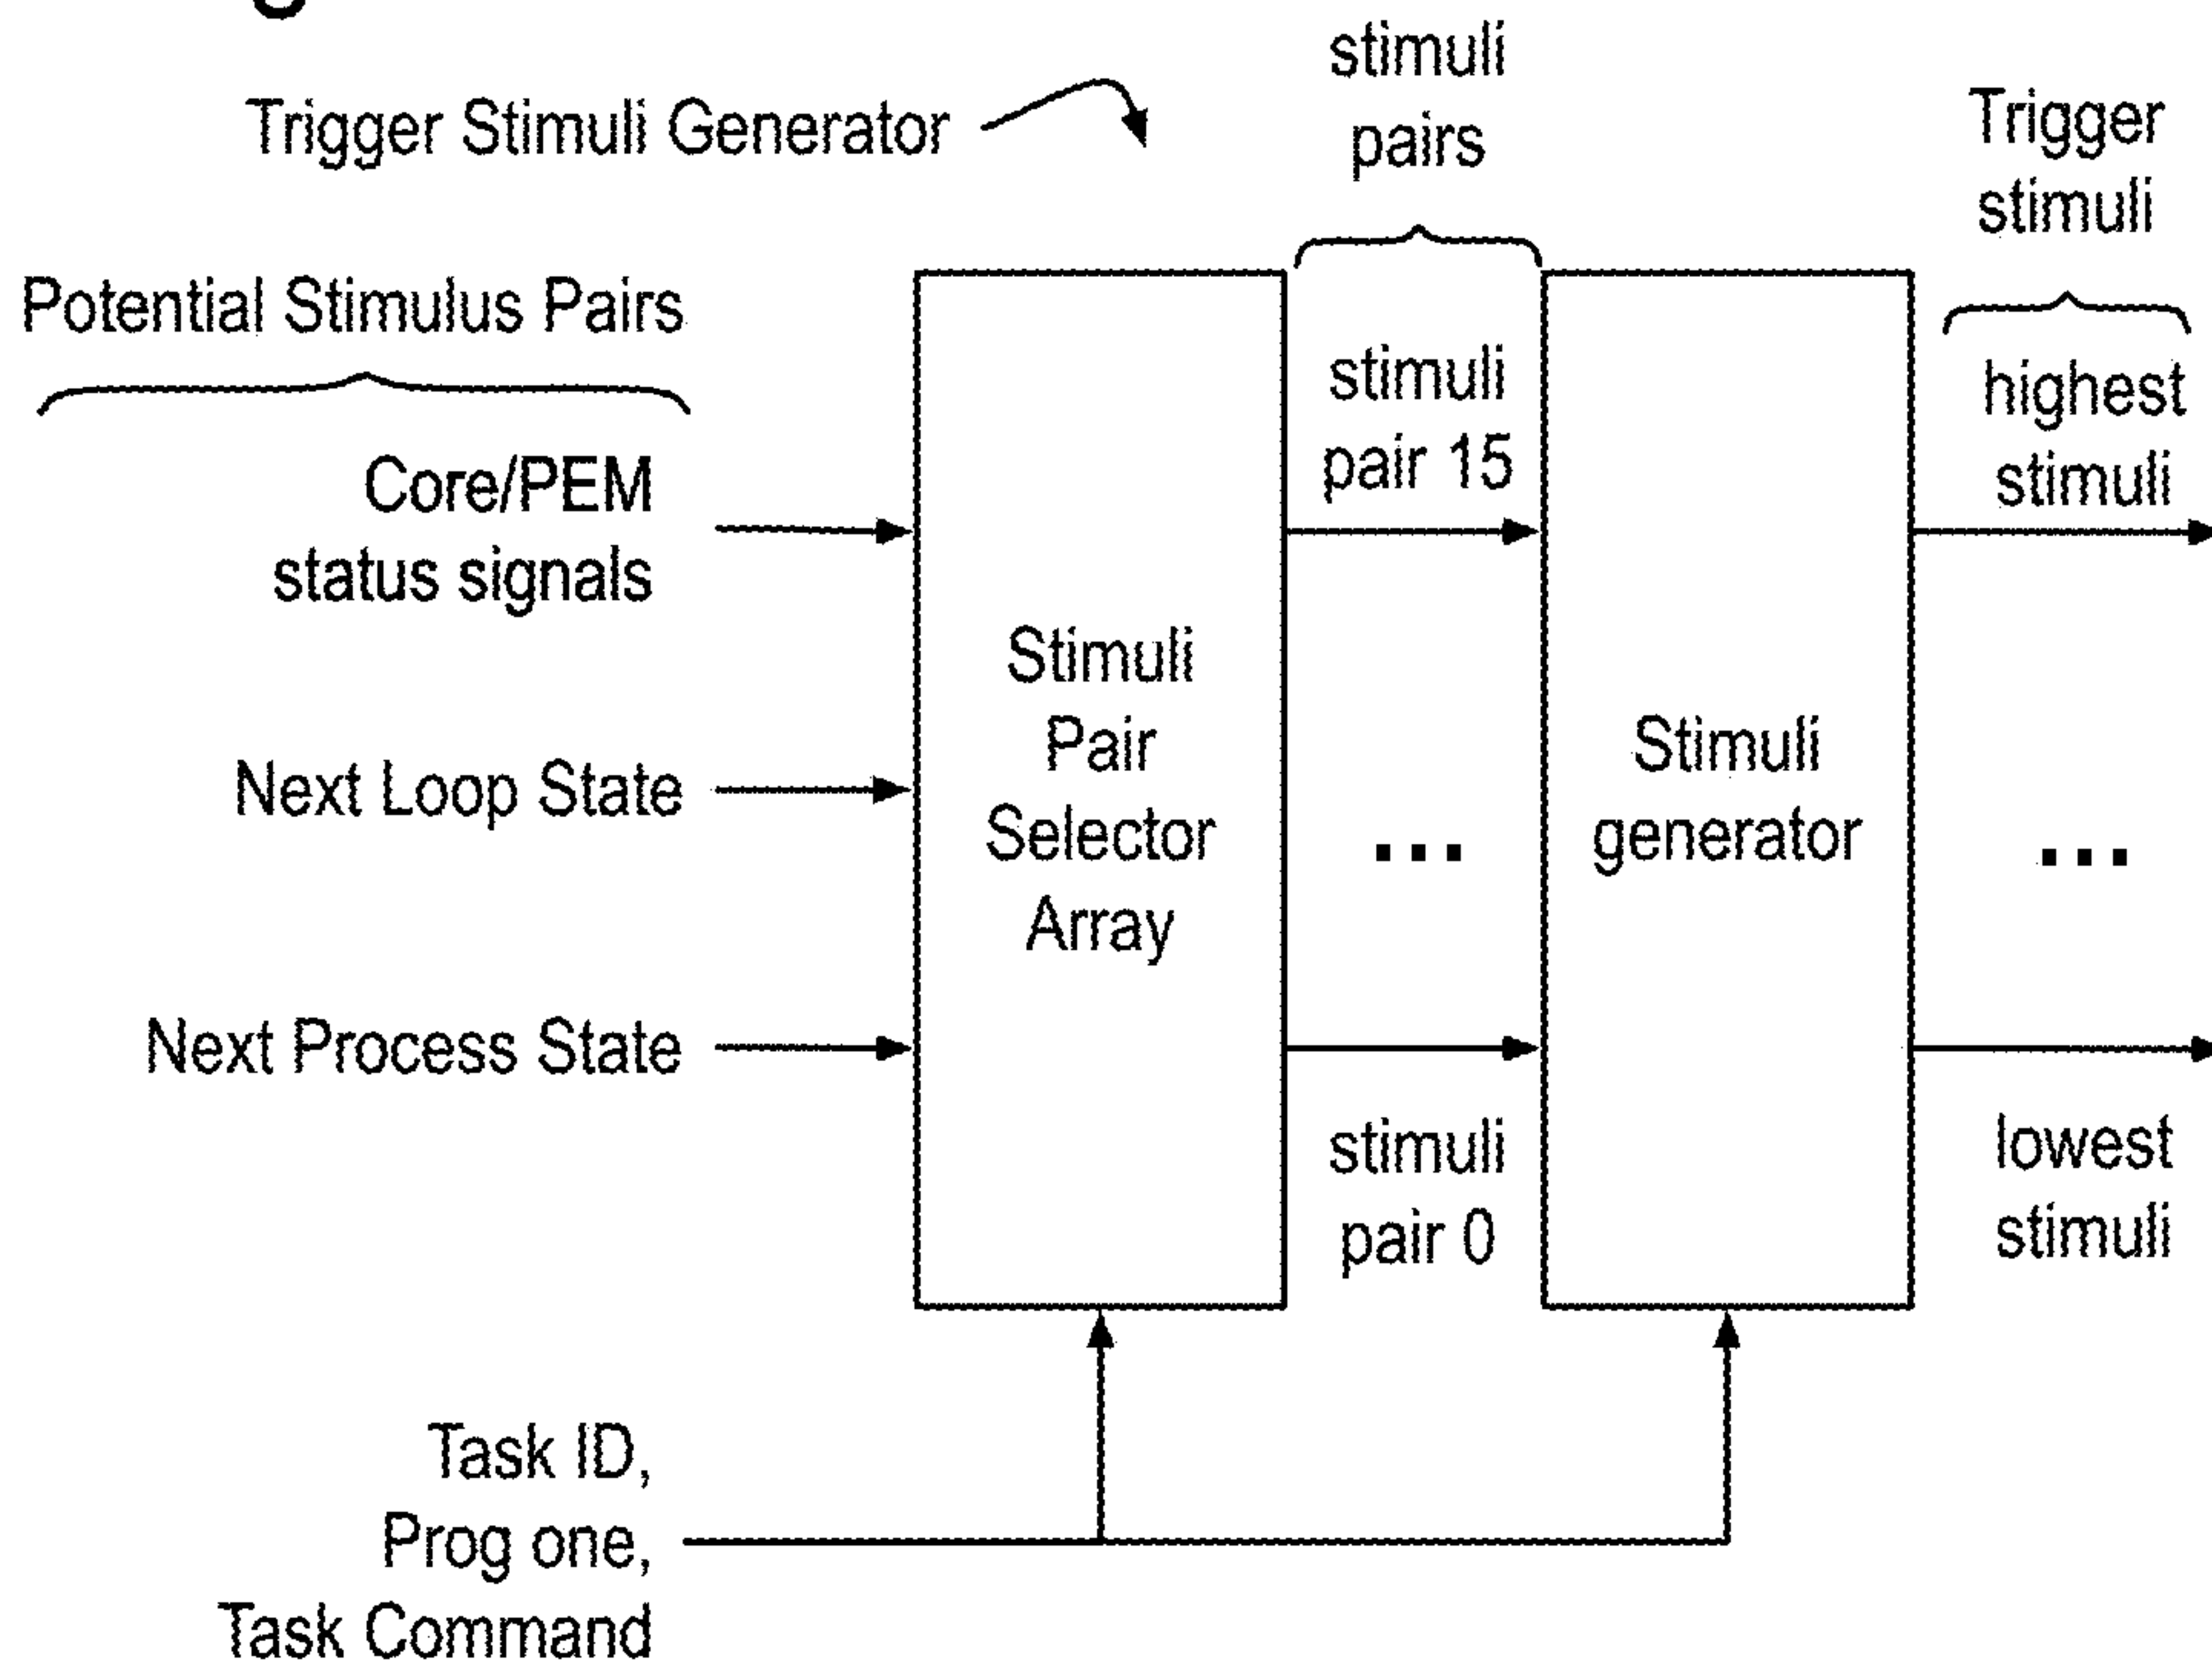 Trigger Stimuli Generator
stimuli
pairs
Trigger
stimuli
Potential Stimulus Pairs
Core/PEM
status signals
Next Loop State
Next Process State
Stimuli
Pair
Selector
Array
stimuli
pair 15
...
stimuli
pair 0
Stimuli
generator
highest
stimuli
...
lowest
stimuli
Task ID,
Prog one,
Task Command